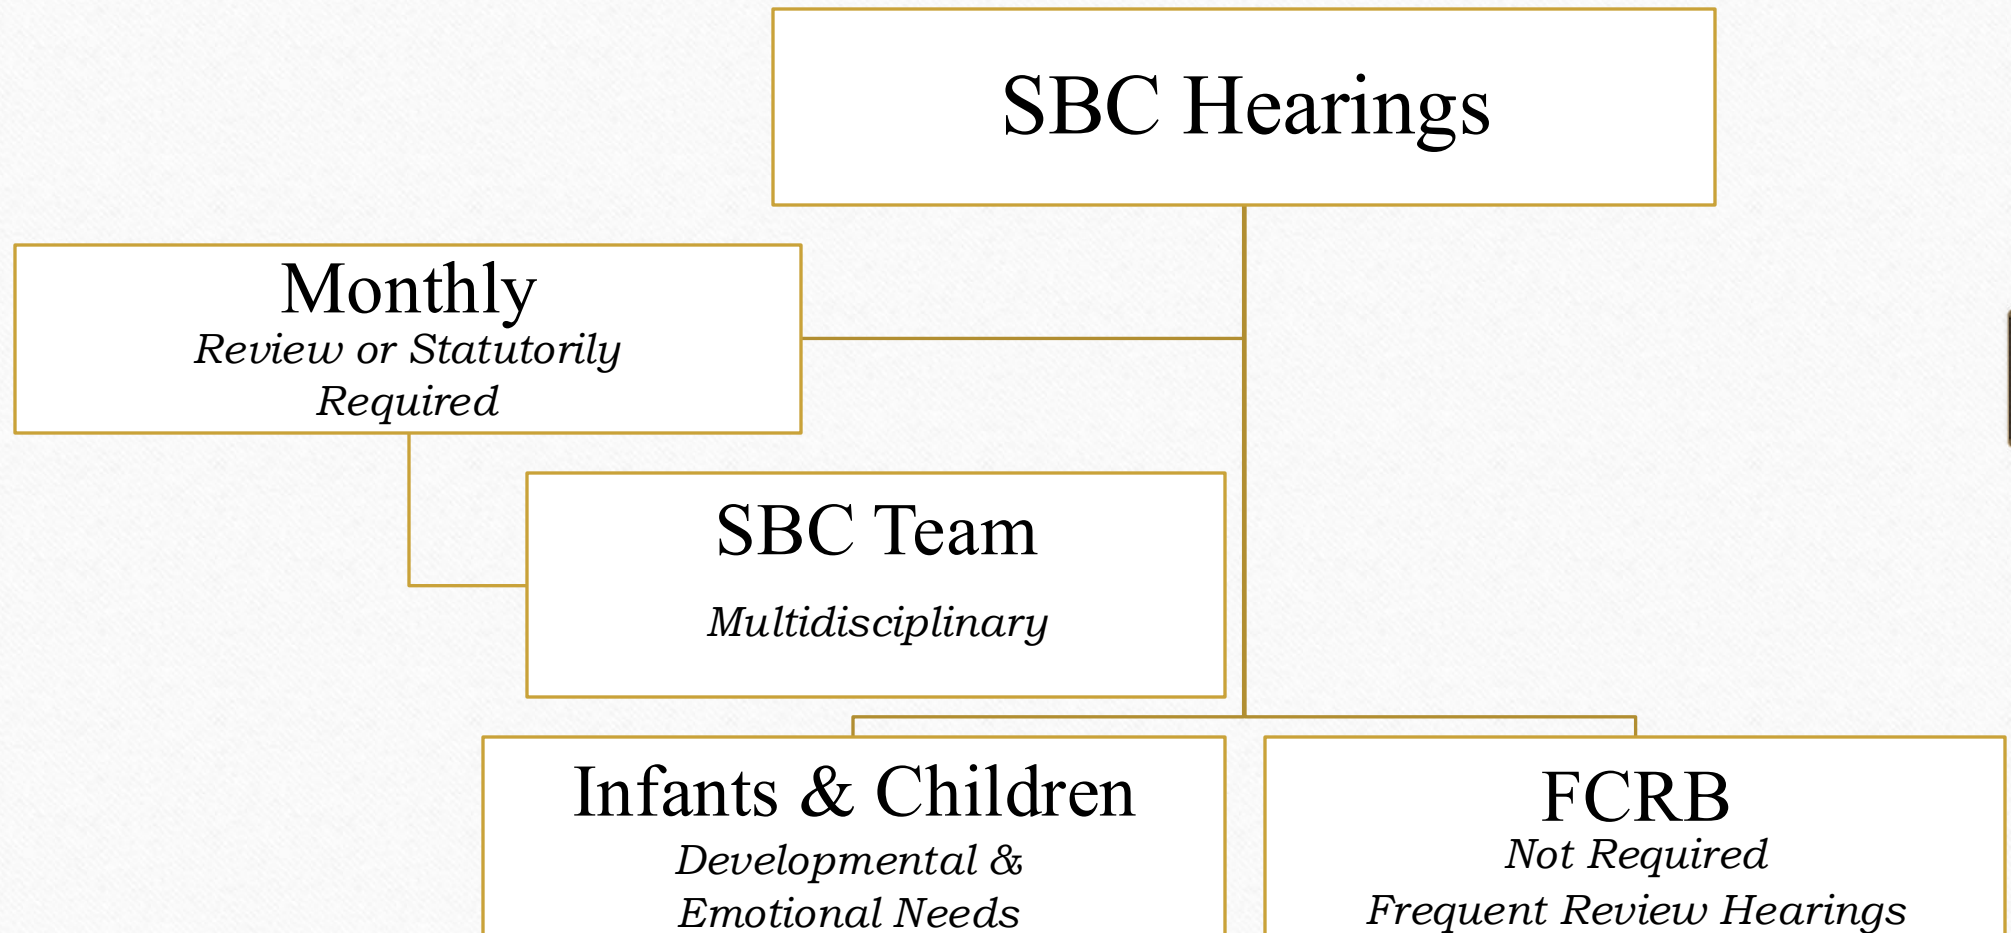 SBC Hearings
Monthly
Review or Statutorily
Required
SBC Team
Multidisciplinary
Infants & Children
Developmental &
Emotional Needs
FCRB
Not Required
Frequent Review Hearings